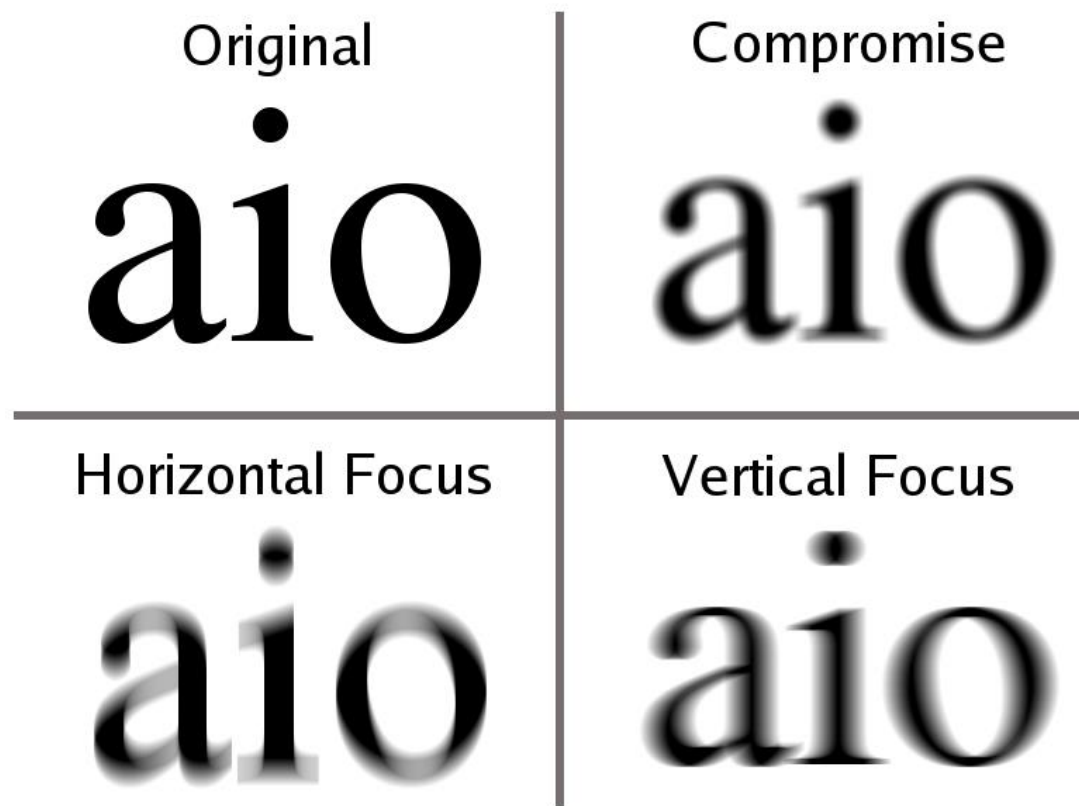 Original
aio
Compromise
aio
Horizontal Focus
aio
Vertical Focus
aio